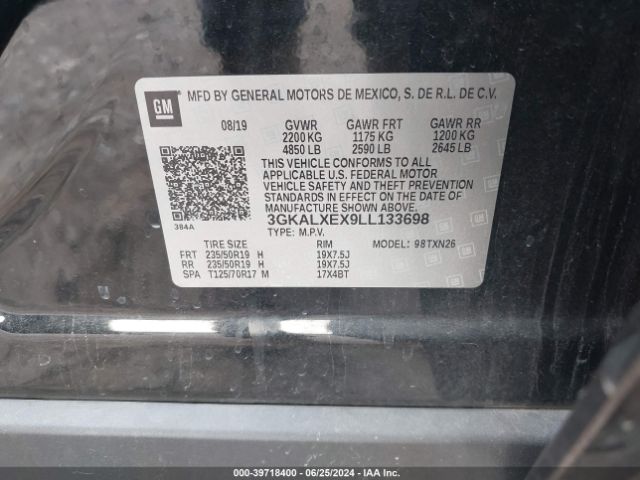 GM
MFD BY GENERAL MOTORS DE MEXICO, S. DE R.L. DE C.V.
08/19 GVWR GAWR FRT GAWR RR
2200 KG 1175 KG 1200 KG
4850 LB 2590 LB 2645 LB
THIS VEHICLE CONFORMS TO ALL
APPLICABLE U.S. FEDERAL MOTOR
VEHICLE SAFETY AND THEFT PREVENTION
STANDARDS IN EFFECT ON THE DATE OF
MANUFACTURE SHOWN ABOVE.
384A
3GKALXEX9LL133698
TYPE: M.P.V. MODEL: 98TXN26
TIRE SIZE RIM
FRT 235/50R19 H 19X7.5J
RR 235/50R19 H 19X7.5J
SPA T125/70R17 M 17X4BT
000-39718400 - 06/25/2024 - IAA Inc.